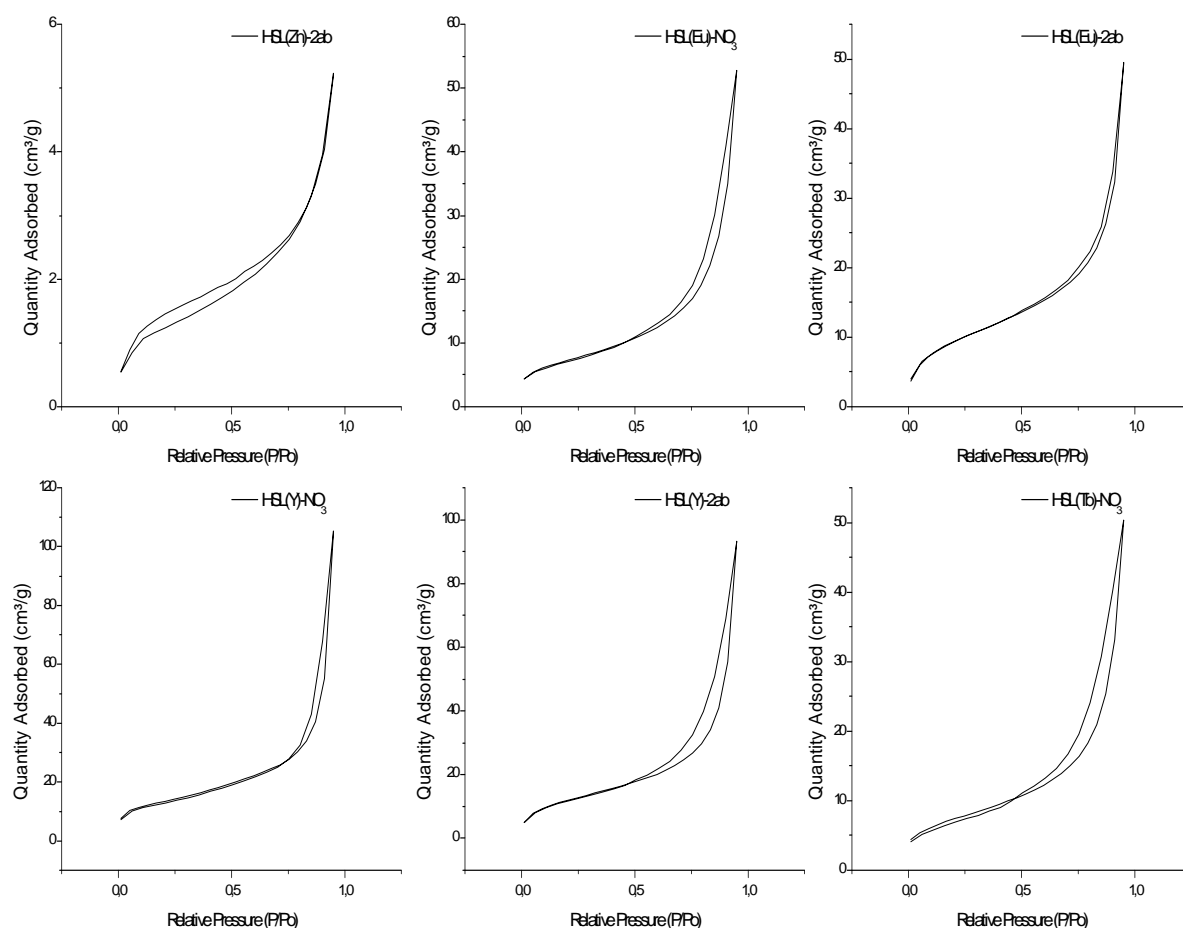 HSL(Zn)-2ab
6
4
2
0
Quantity Adsorbed (cm³/g)
0,0 0,5 1,0
Relative Pressure (P/Po)
HSL(Eu)-NO₃
60
50
40
30
20
10
0
Quantity Adsorbed (cm³/g)
0,0 0,5 1,0
Relative Pressure (P/Po)
HSL(Eu)-2ab
50
40
30
20
10
0
Quantity Adsorbed (cm³/g)
0,0 0,5 1,0
Relative Pressure (P/Po)
HSL(Y)-NO₃
120
100
80
60
40
20
0
Quantity Adsorbed (cm³/g)
0,0 0,5 1,0
Relative Pressure (P/Po)
HSL(Y)-2ab
100
80
60
40
20
0
Quantity Adsorbed (cm³/g)
0,0 0,5 1,0
Relative Pressure (P/Po)
HSL(Tb)-NO₃
50
40
30
20
10
0
Quantity Adsorbed (cm³/g)
0,0 0,5 1,0
Relative Pressure (P/Po)